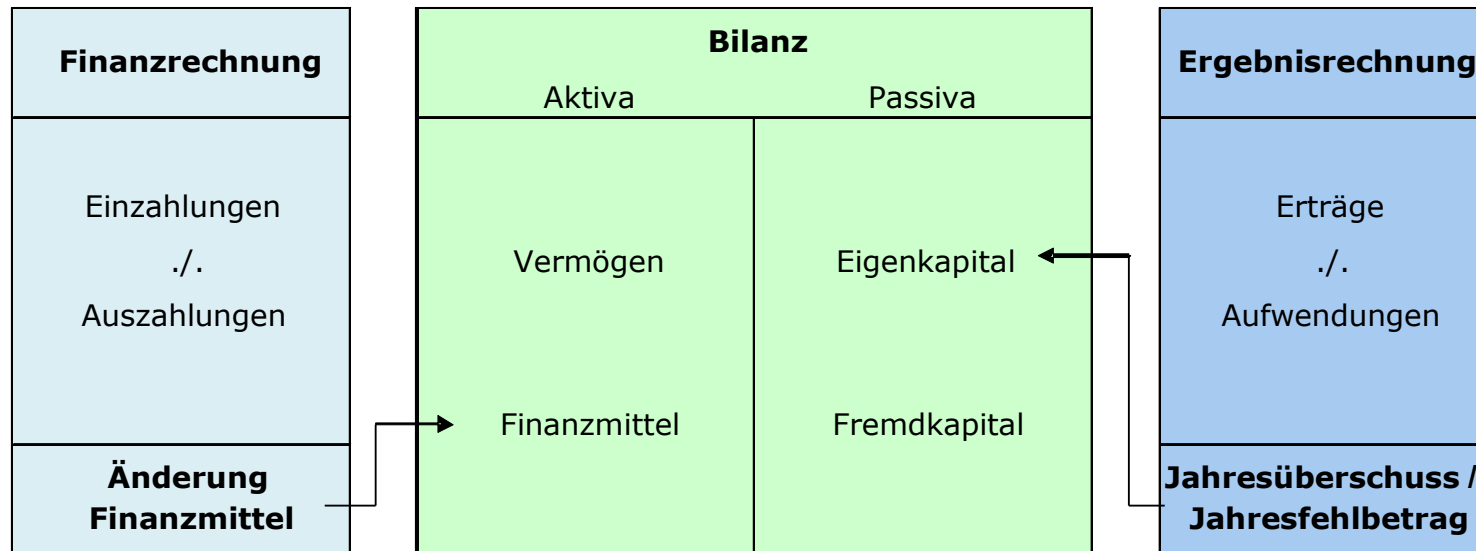 Finanzrechnung
Einzahlungen
./.
Auszahlungen
Änderung
Finanzmittel
Bilanz
Aktiva Passiva
Vermögen Eigenkapital
Finanzmittel Fremdkapital
Ergebnisrechnung
Erträge
./.
Aufwendungen
Jahresüberschuss /
Jahresfehlbetrag